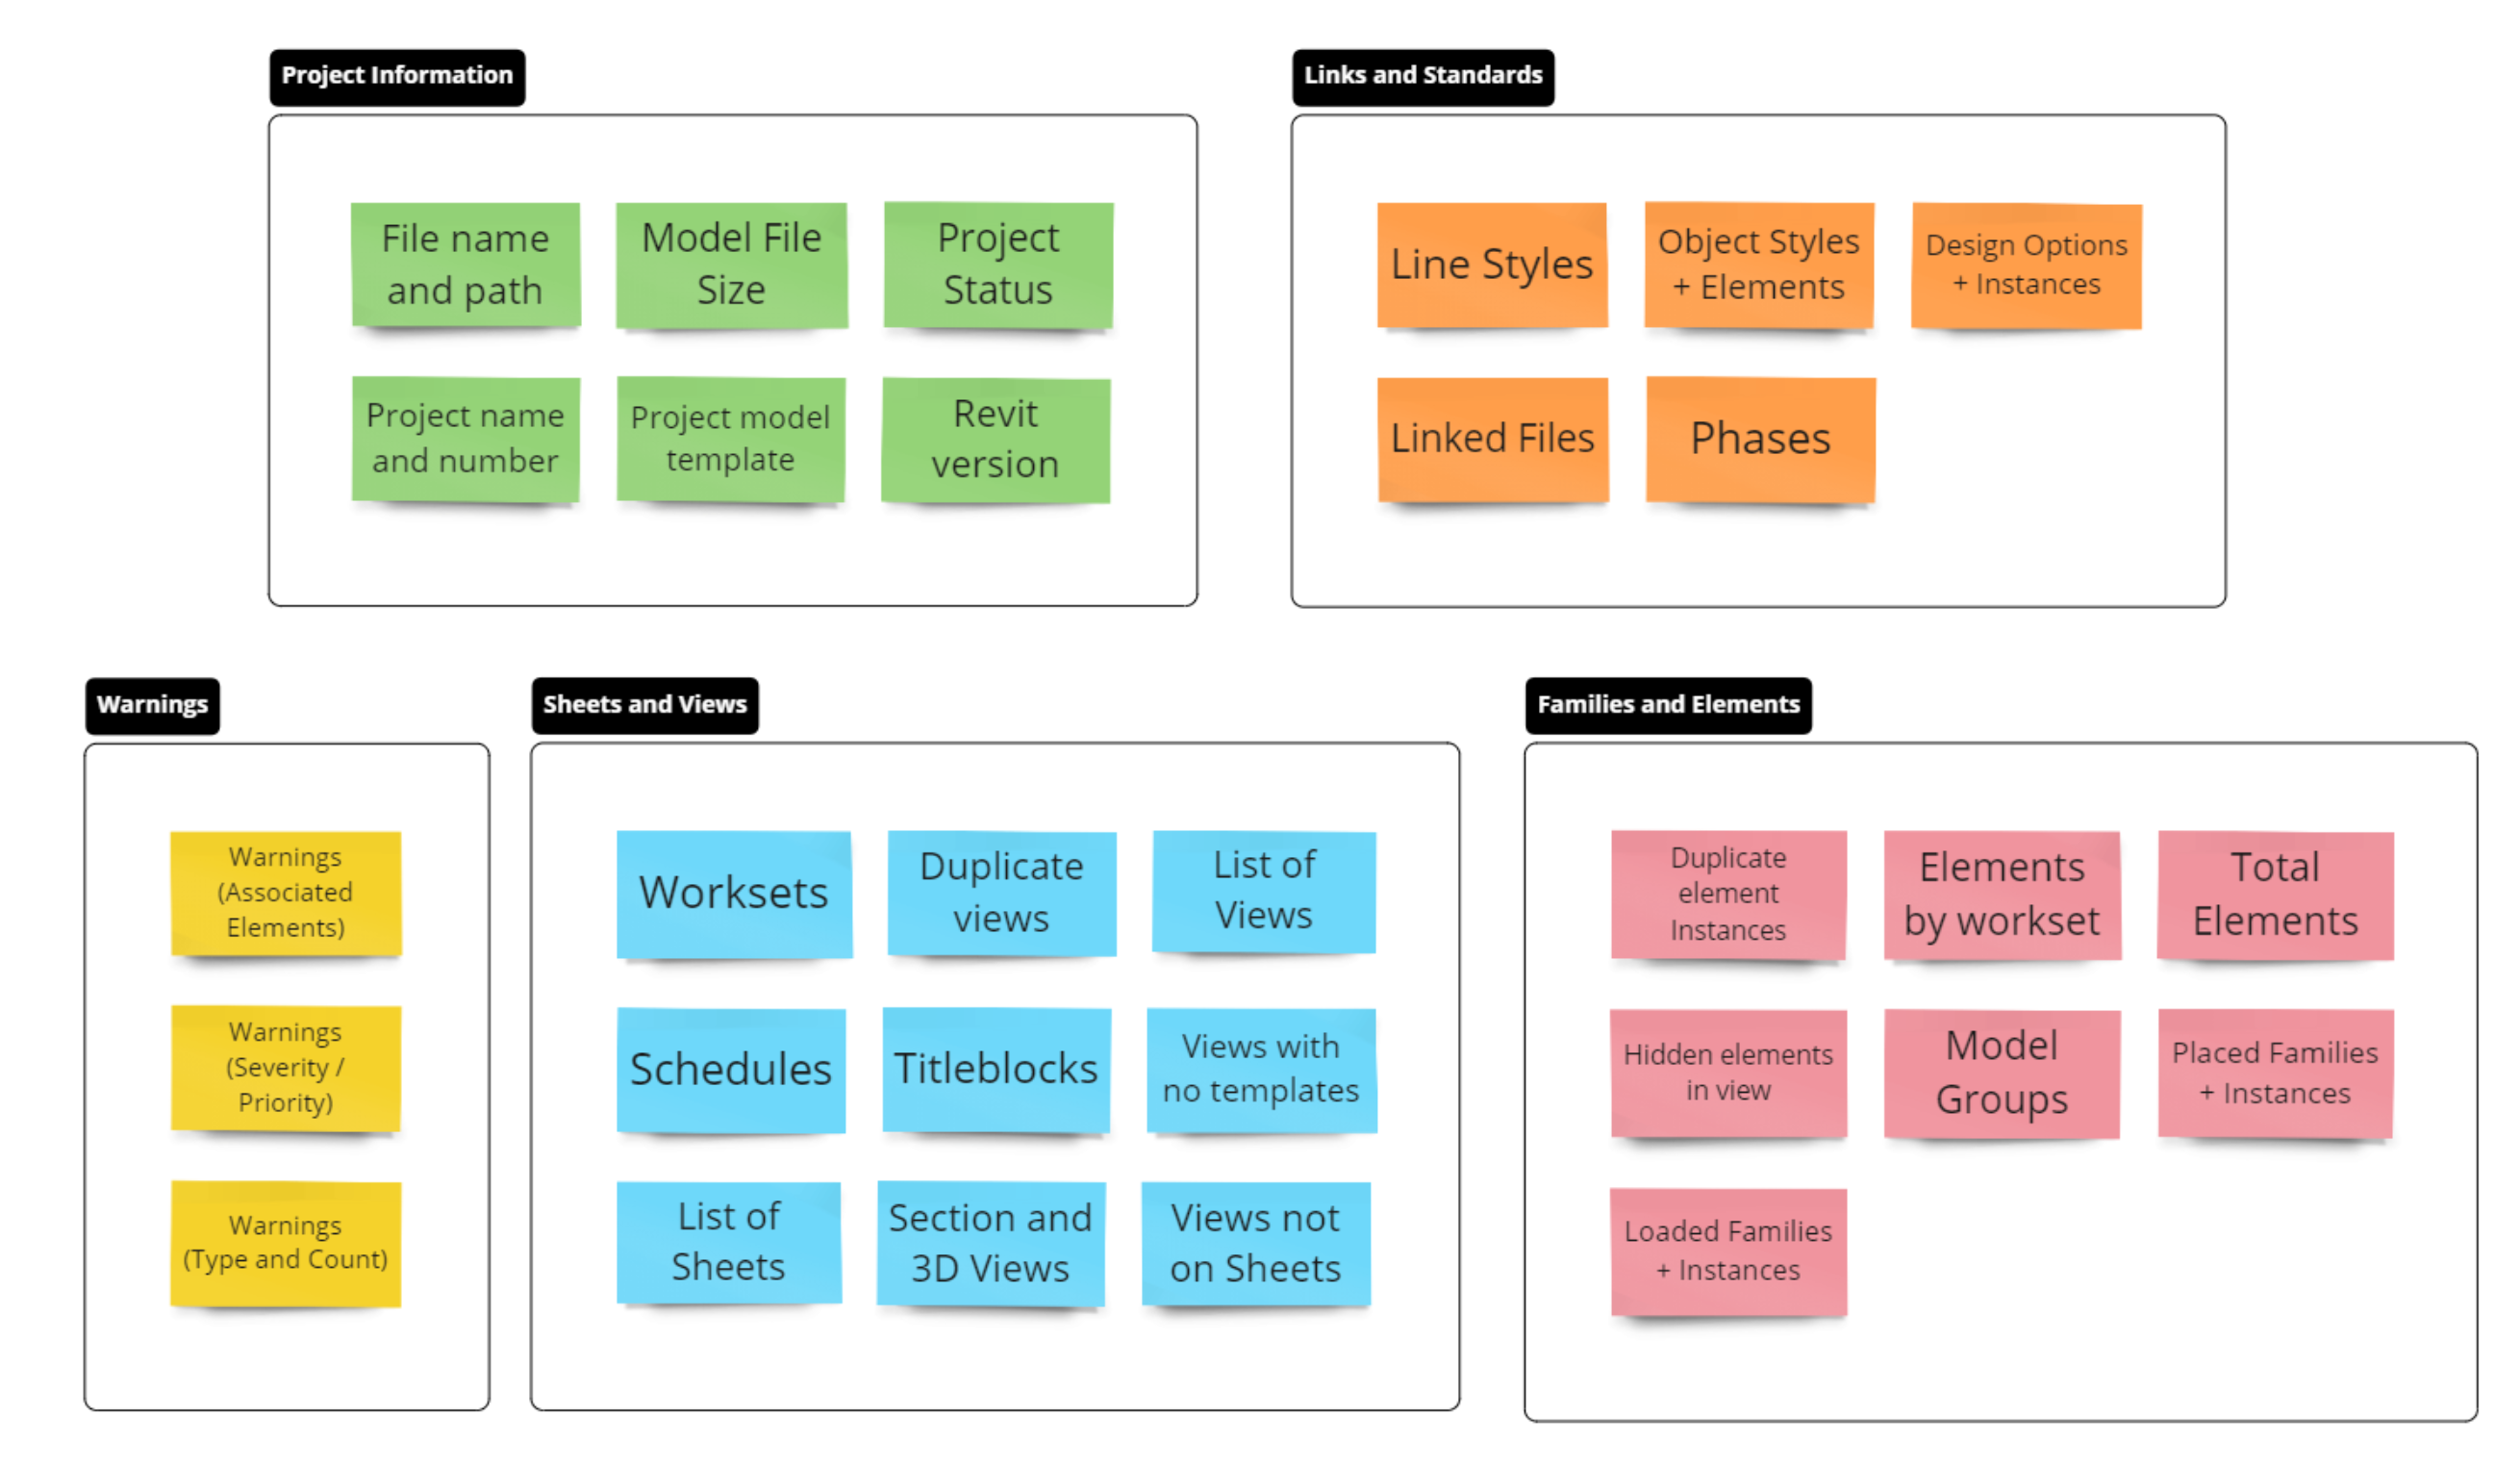 Project Information
File name
and path
Model File
Size
Project
Status
Project name
and number
Project model
template
Revit
version
Links and Standards
Line Styles
Object Styles
+ Elements
Design Options
+ Instances
Linked Files
Phases
Warnings
Warnings
(Associated
Elements)
Warnings
(Severity /
Priority)
Warnings
(Type and Count)
Sheets and Views
Worksets
Duplicate
views
List of
Views
Schedules
Titleblocks
Views with
no templates
List of
Sheets
Section and
3D Views
Views not
on Sheets
Families and Elements
Duplicate
element
Instances
Elements
by workset
Total
Elements
Hidden elements
in view
Model
Groups
Placed Families
+ Instances
Loaded Families
+ Instances